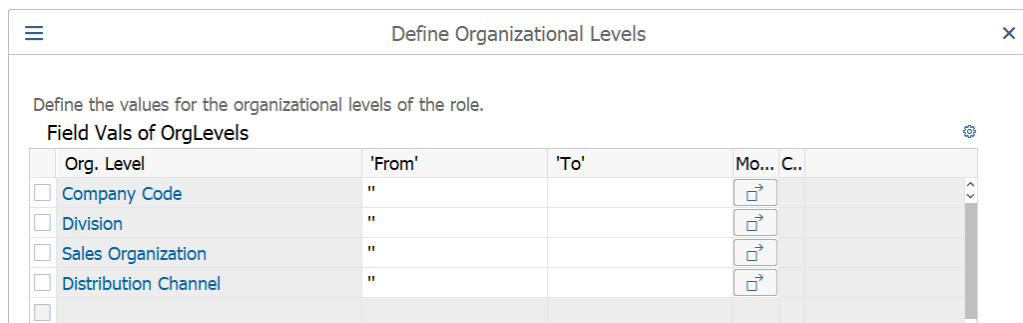 Define Organizational Levels
Define the values for the organizational levels of the role.
Field Vals of OrgLevels
Org. Level 'From' 'To' Mo... C..
Company Code "
Division "
Sales Organization "
Distribution Channel "